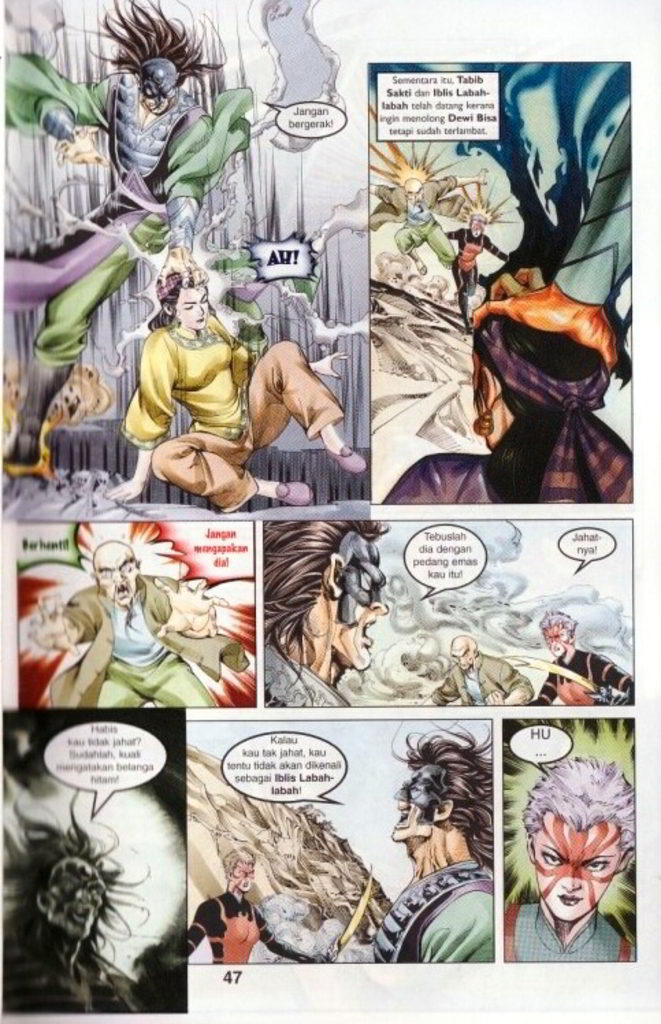 Jangan
bergerak!
AH!
Sementara itu, Tabib
Sakti dan Iblis Labah-
labah telah datang kerana
ingin menolong Dewi Bisa
tetapi sudah terlambat.
Berhenti!
Jangan
mengapakan
dia!
Tebuslah
dia dengan
pedang emas
kau itu!
Jahat-
nya!
Habis
kau tidak jahat?
Sudahlah, kuali
mengatakan belanga
hitam!
Kalau
kau tak jahat, kau
tentu tidak akan dikenali
sebagai Iblis Labah-
labah!
HU
...
47